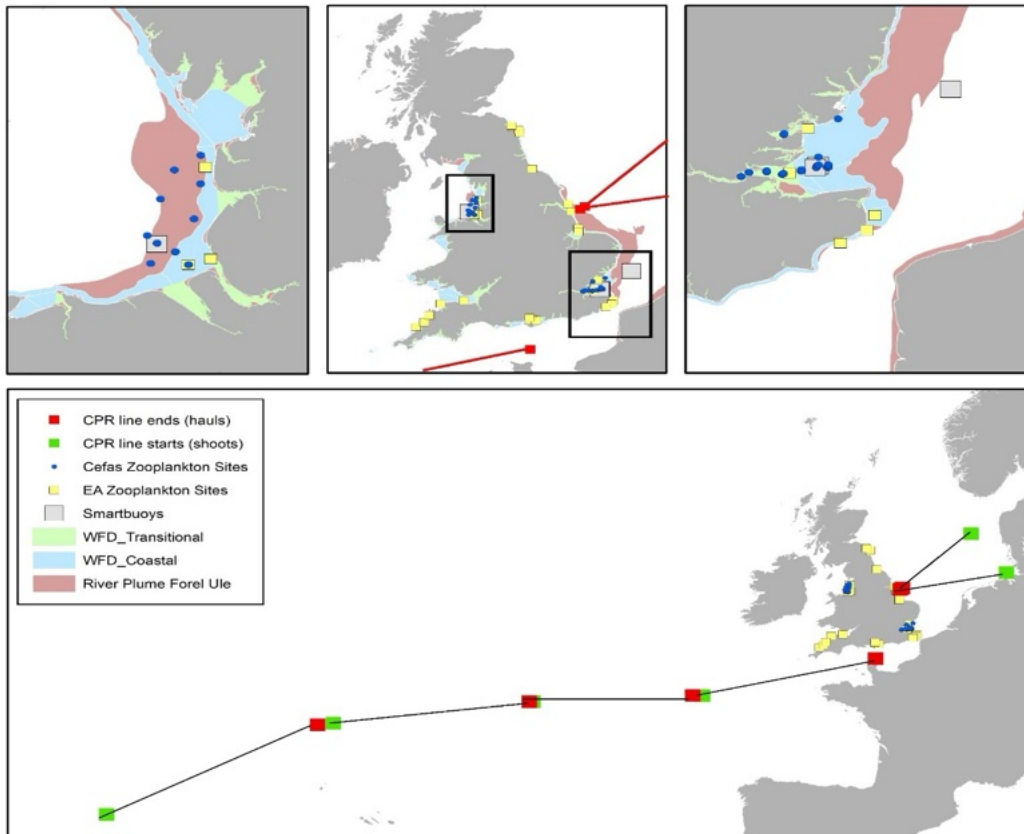 CPR line ends (hauls)
CPR line starts (shoots)
Cefas Zooplankton Sites
EA Zooplankton Sites
Smartbuoys
WFD_Transitional
WFD_Coastal
River Plume Forel Ule